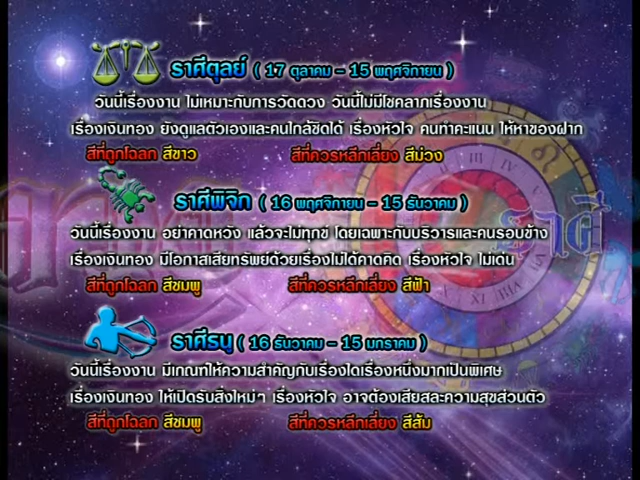 ราศีตุลย์ ( 17 ตุลาคม - 15 พฤศจิกายน )
วันนี้เรื่องงาน ไม่เหมาะกับการวัดดวง วันนี้ไม่มีโชคลาภเรื่องงาน
เรื่องเงินทอง ยังดูแลตัวเองและคนใกล้ชิดได้ เรื่องหัวใจ คนทำคะแนน ให้หาของฝาก
สีที่ถูกโฉลก สีขาว สีที่ควรหลีกเลี่ยง สีม่วง
ราศีพิจิก ( 16 พฤศจิกายน - 15 ธันวาคม )
วันนี้เรื่องงาน อย่าคาดหวัง แล้วจะไม่ทุกข์ โดยเฉพาะกับบริวารและคนรอบข้าง
เรื่องเงินทอง มีโอกาสเสียทรัพย์ด้วยเรื่องไม่ได้คาดคิด เรื่องหัวใจ ไม่เด่น
สีที่ถูกโฉลก สีชมพู สีที่ควรหลีกเลี่ยง สีฟ้า
ราศีธนู ( 16 ธันวาคม - 15 มกราคม )
วันนี้เรื่องงาน มีเกณฑ์ให้ความสำคัญกับเรื่องใดเรื่องหนึ่งมากเป็นพิเศษ
เรื่องเงินทอง ให้เปิดรับสิ่งใหม่ๆ เรื่องหัวใจ อาจต้องเสียสละความสุขส่วนตัว
สีที่ถูกโฉลก สีชมพู สีที่ควรหลีกเลี่ยง สีส้ม
ราศี